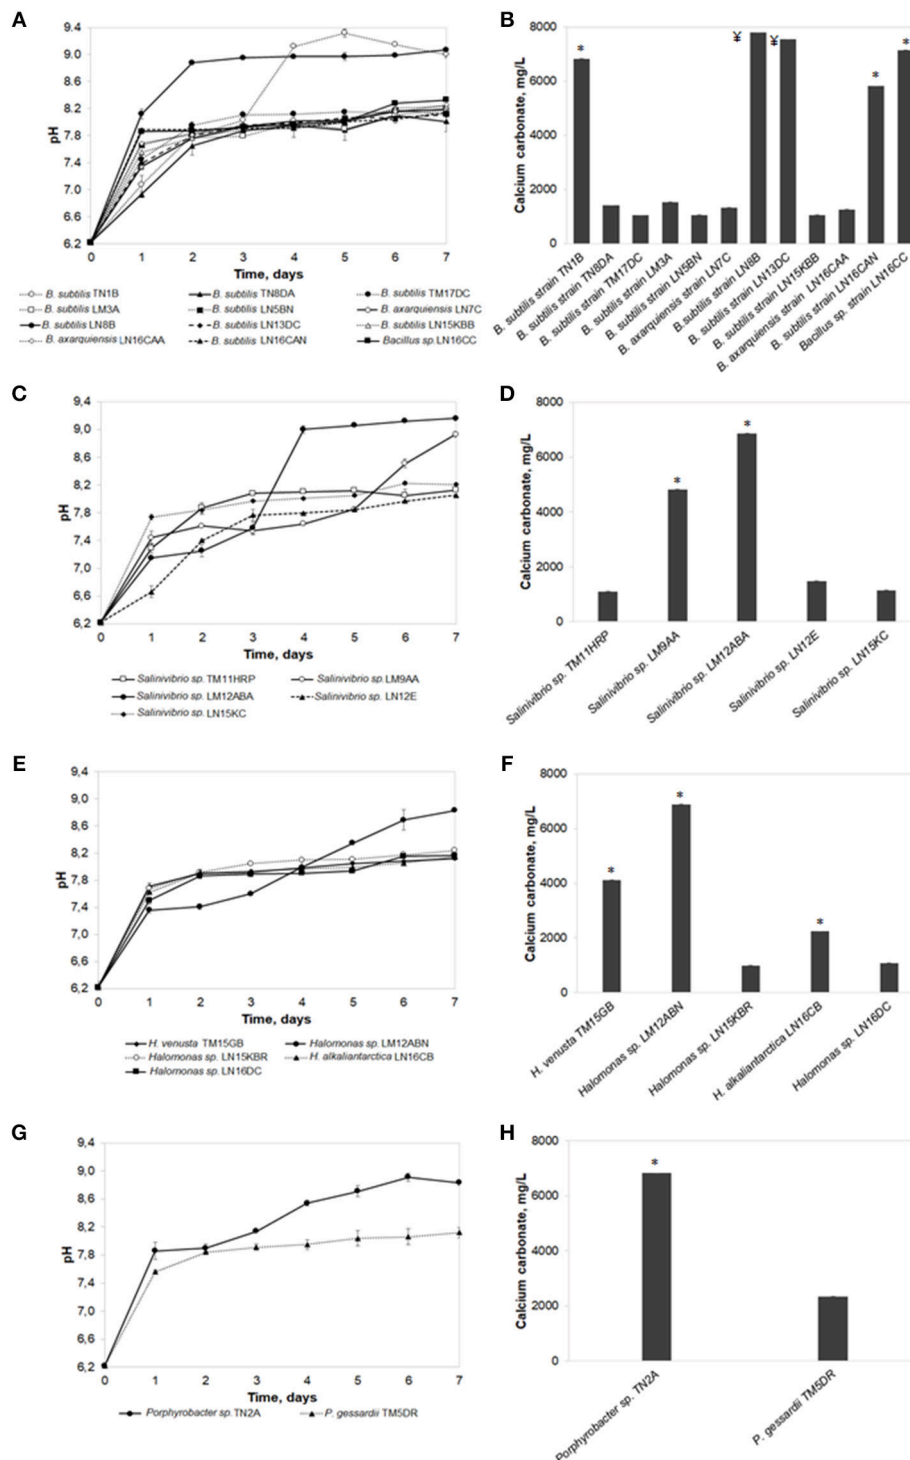 A
9.4
9.0
8.6
8.2
7.8
7.4
7.0
6.6
6.2
pH
0 1 2 3 4 5 6 7
Time, days
B. subtilis TN1B B. subtilis TN8DA B. subtilis TM17DC
B. subtilis LM3A B. subtilis LN5BN B. axarquiensis LN7C
B. subtilis LN8B B. subtilis LN13DC B. subtilis LN15KBB
B. axarquiensis LN16CAA B. subtilis LN16CAN Bacillus sp. LN16CC
B
8000
6000
4000
2000
0
Calcium carbonate, mg/L
* ¥ ¥ * *
B. subtilis strain TN1B
B. subtilis strain TN8DA
B. subtilis strain TM17DC
B. subtilis strain LM3A
B. subtilis strain LN5BN
B. axarquiensis strain LN7C
B. subtilis strain LN8B
B. subtilis strain LN13DC
B. subtilis strain LN15KBB
B. axarquiensis strain LN16CAA
B. subtilis strain LN16CAN
Bacillus sp. strain LN16CC
C
9,4
9,0
8,6
8,2
7,8
7,4
7,0
6,6
6,2
pH
0 1 2 3 4 5 6 7
Time, days
Salinivibrio sp. TM11HRP Salinivibrio sp. LM9AA
Salinivibrio sp. LM12ABA Salinivibrio sp. LN12E
Salinivibrio sp. LN15KC
D
8000
6000
4000
2000
0
Calcium carbonate, mg/L
* *
Salinivibrio sp. TM11HRP
Salinivibrio sp. LM9AA
Salinivibrio sp. LM12ABA
Salinivibrio sp. LN12E
Salinivibrio sp. LN15KC
E
9,4
9,0
8,6
8,2
7,8
7,4
7,0
6,6
6,2
pH
0 1 2 3 4 5 6 7
Time, days
H. venusta TM15GB Halomonas sp. LM12ABN
Halomonas sp. LN15KBR H. alkaliantarctica LN16CB
Halomonas sp. LN16DC
F
8000
6000
4000
2000
0
Calcium carbonate, mg/L
* * *
H. venusta TM15GB
Halomonas sp. LM12ABN
Halomonas sp. LN15KBR
H. alkaliantarctica LN16CB
Halomonas sp. LN16DC
G
9,4
9,0
8,6
8,2
7,8
7,4
7,0
6,6
6,2
pH
0 1 2 3 4 5 6 7
Time, days
Porphyrobacter sp. TN2A P. gessardii TM5DR
H
8000
6000
4000
2000
0
Calcium carbonate, mg/L
*
Porphyrobacter sp. TN2A
P. gessardii TM5DR